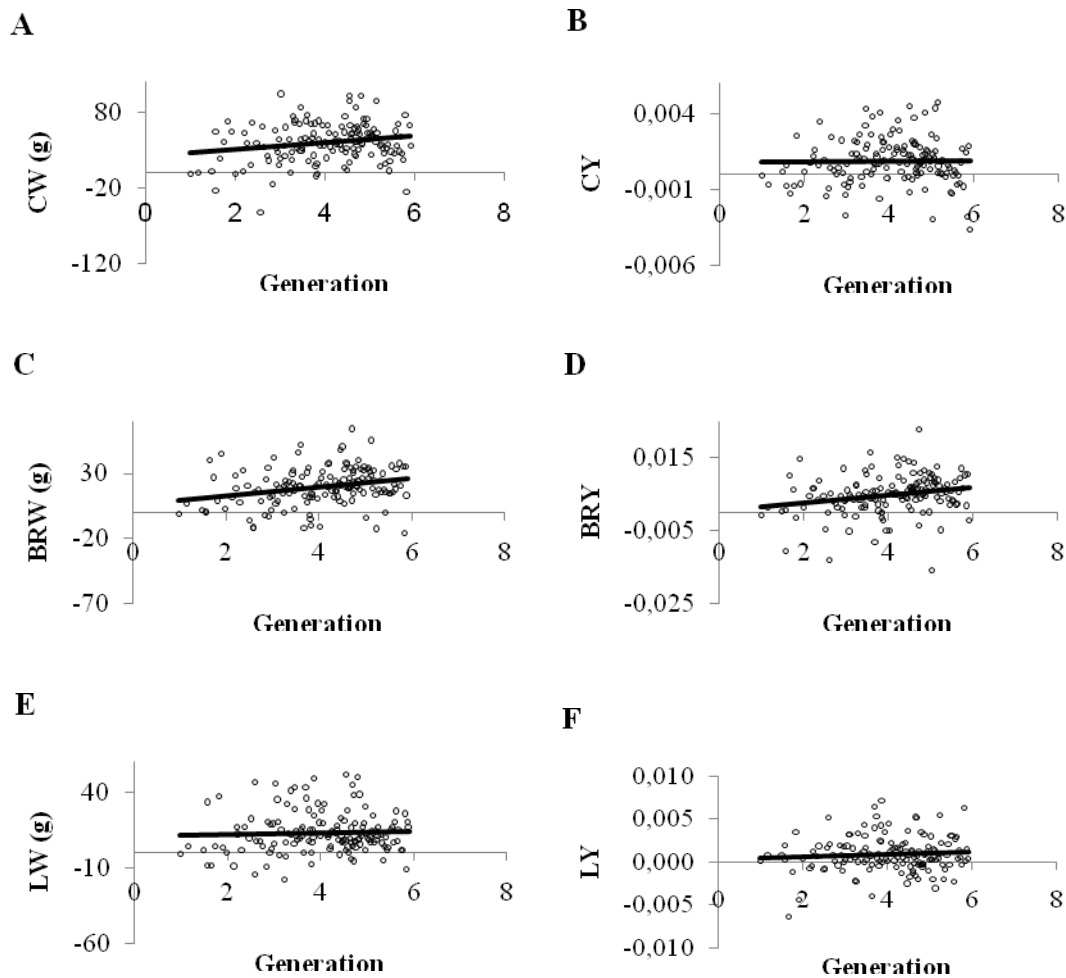 A
CW (g)
80
-20
-120
0 2 4 6 8
Generation
B
CY
0,004
-0,001
-0,006
0 2 4 6 8
Generation
C
BRW (g)
30
-20
-70
0 2 4 6 8
Generation
D
BRY
0,015
-0,005
-0,025
0 2 4 6 8
Generation
E
LW (g)
40
-10
-60
0 2 4 6 8
Generation
F
LY
0,010
0,005
0,000
-0,005
-0,010
0 2 4 6 8
Generation